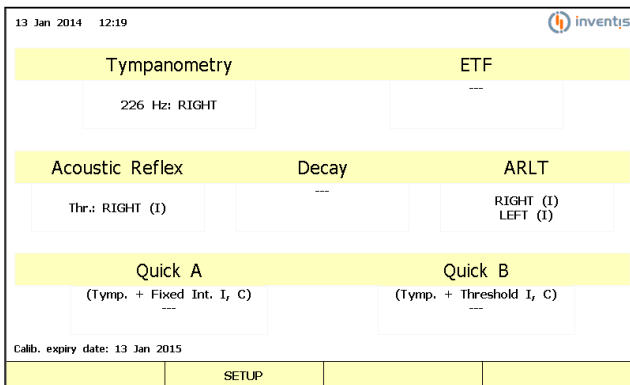 13 Jan 2014 12:19
inventis
Tympanometry ETF
226 Hz: RIGHT ---
Acoustic Reflex Decay ARLT
Thr.: RIGHT (I) --- RIGHT (I)
LEFT (I)
Quick A Quick B
(Tymp. + Fixed Int. I, C) (Tymp. + Threshold I, C)
--- ---
Calib. expiry date: 13 Jan 2015
SETUP